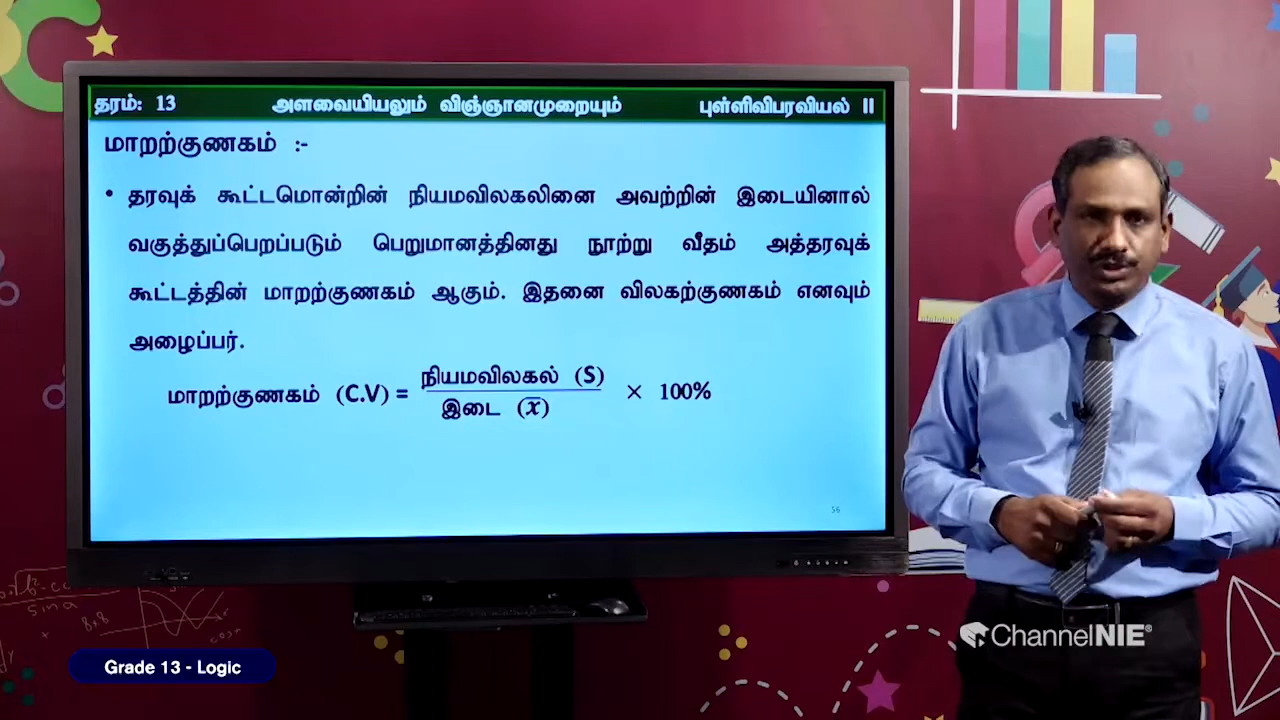 தரம்: 13 அளவையியலும் விஞ்ஞானமுறையும் புள்ளிவிபரவியல் II
மாறற்குணகம் :-
• தரவுக் கூட்டமொன்றின் நியமவிலகலினை அவற்றின் இடையினால்
வகுத்துப்பெறப்படும் பெறுமானத்தினது நூற்று வீதம் அத்தரவுக்
கூட்டத்தின் மாறற்குணகம் ஆகும். இதனை விலகற்குணகம் எனவும்
அழைப்பர்.
மாறற்குணகம் (C.V) = நியமவிலகல் (S) / இடை (x̄) × 100%
56
Grade 13 - Logic
ChannelNIE®